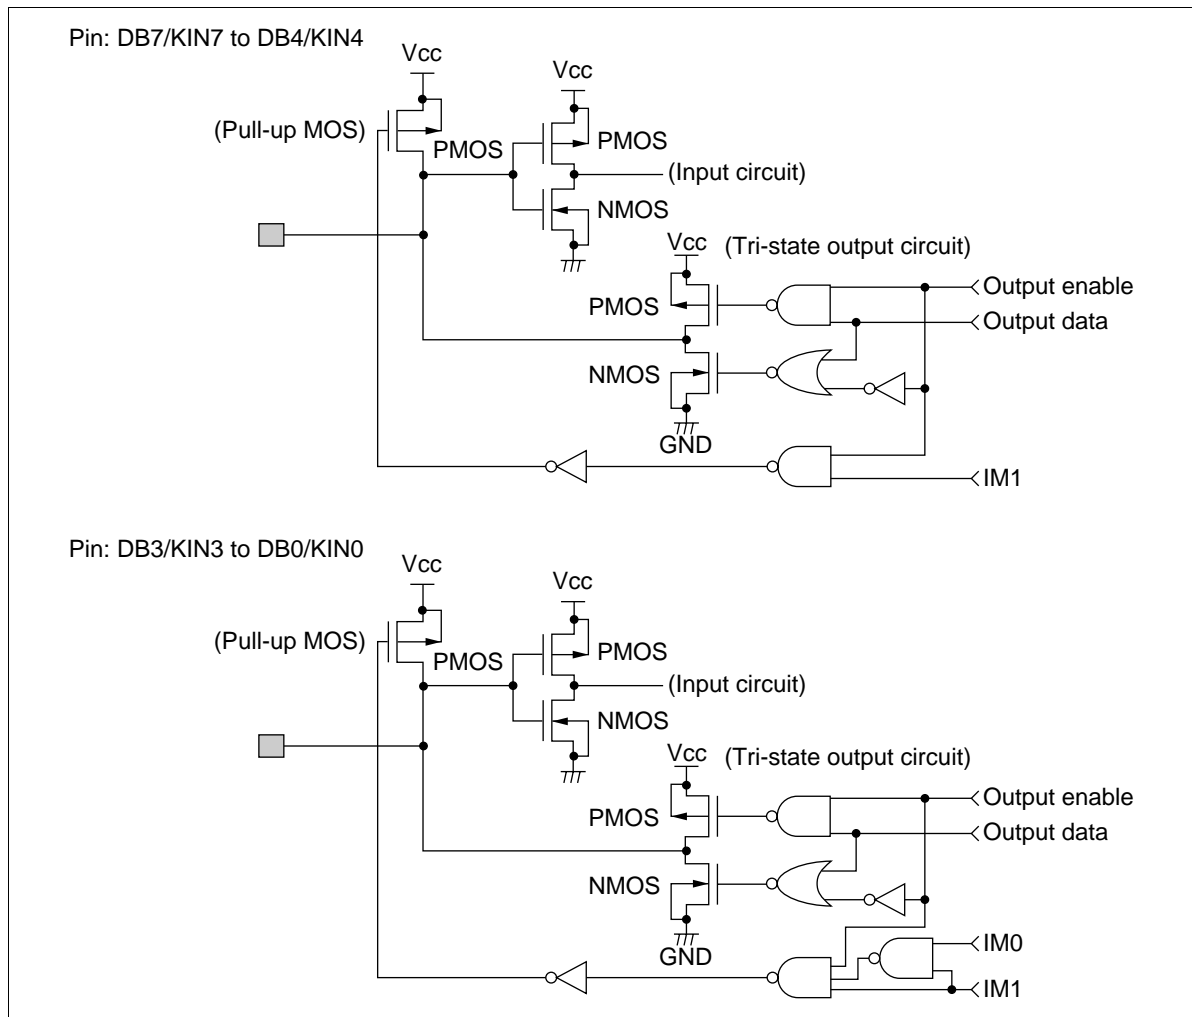 Pin: DB7/KIN7 to DB4/KIN4
Vcc
Vcc
(Pull-up MOS)
PMOS
PMOS
(Input circuit)
NMOS
Vcc
(Tri-state output circuit)
Output enable
PMOS
Output data
NMOS
GND
IM1
Pin: DB3/KIN3 to DB0/KIN0
Vcc
Vcc
(Pull-up MOS)
PMOS
PMOS
(Input circuit)
NMOS
Vcc
(Tri-state output circuit)
Output enable
PMOS
Output data
NMOS
IM0
GND
IM1